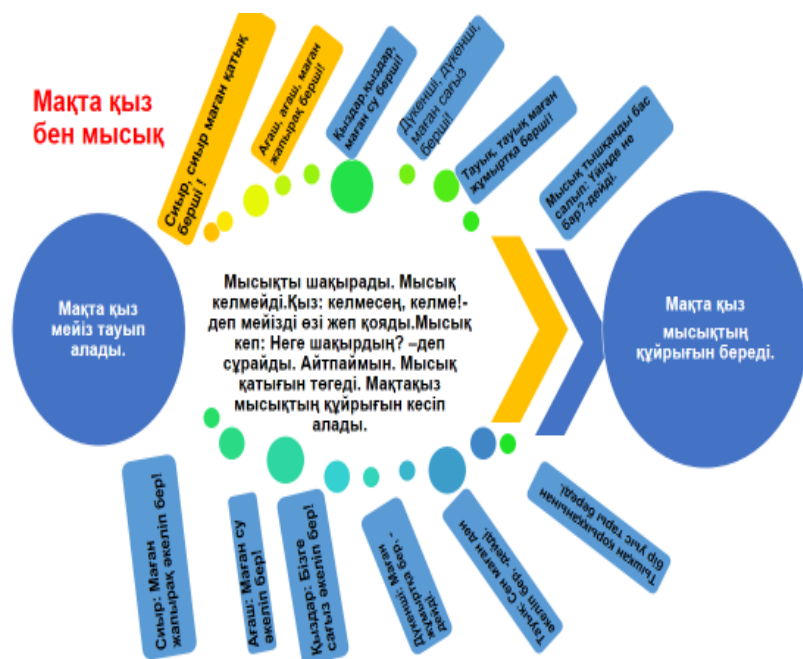 Мақта қыз
бен мысық
Сиыр, сиыр маған қатық
берші !
Ағаш, ағаш, маған
жапырақ берші!
Қыздар,қыздар,
маған су берші!
Дүкенші, дүкенші,
маған сағыз
берші!
Тауық, тауық маған
жұмыртқа берші!
Мысық тышқанды бас
салып: Үйіңде не
бар?-дейді.
Мақта қыз
мейіз тауып
алады.
Мысықты шақырады. Мысық
келмейді.Қыз: келмесең, келме!-
деп мейізді өзі жеп қояды.Мысық
кеп: Неге шақырдың? –деп
сұрайды. Айтпаймын. Мысық
қатығын төгеді. Мақтақыз
мысықтың құйрығын кесіп
алады.
Мақта қыз
мысықтың
құйрығын береді.
Сиыр: Маған
жапырақ әкеліп бер!
Ағаш: Маған су
әкеліп бер!
Қыздар: Бізге
сағыз әкеліп бер!
Дүкенші: Маған
жұмыртқа бер, -
дейді.
Тауық: Сен маған дән
әкеліп бер, -дейді.
Тышқан қорыққанынан
бір уыс тары береді.